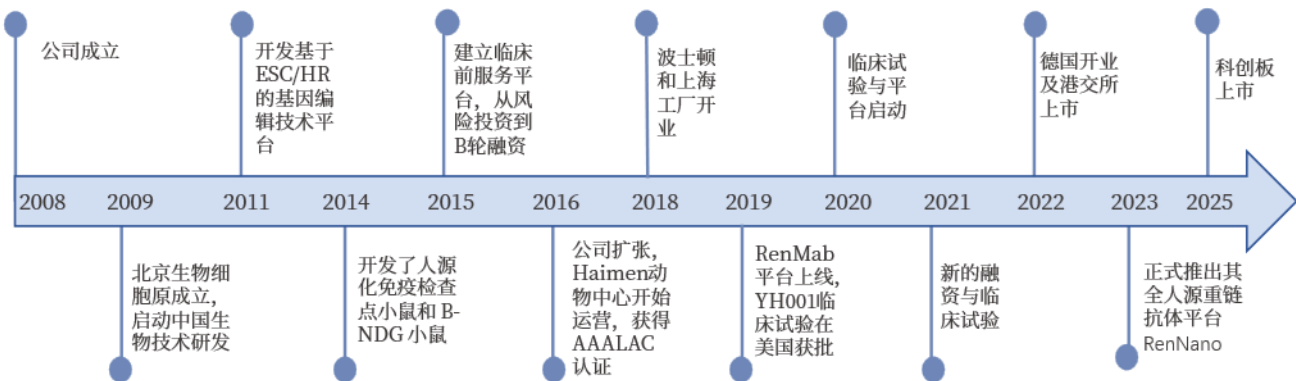 公司成立
开发基于
ESC/HR
的基因编
辑技术平
台
建立临床
前服务平
台，从风
险投资到
B轮融资
波士顿
和上海
工厂开
业
临床试
验与平
台启动
德国开业
及港交所
上市
科创板
上市
2008 2009 2011 2014 2015 2016 2018 2019 2020 2021 2022 2023 2025
北京生物细
胞原成立，
启动中国生
物技术研发
开发了人源
化免疫检查
点小鼠和 B-
NDG 小鼠
公司扩张，
Haimen动
物中心开始
运营，获得
AAALAC
认证
RenMab
平台上线，
YH001临
床试验在
美国获批
新的融
资与临
床试验
正式推出其
全人源重链
抗体平台
RenNano